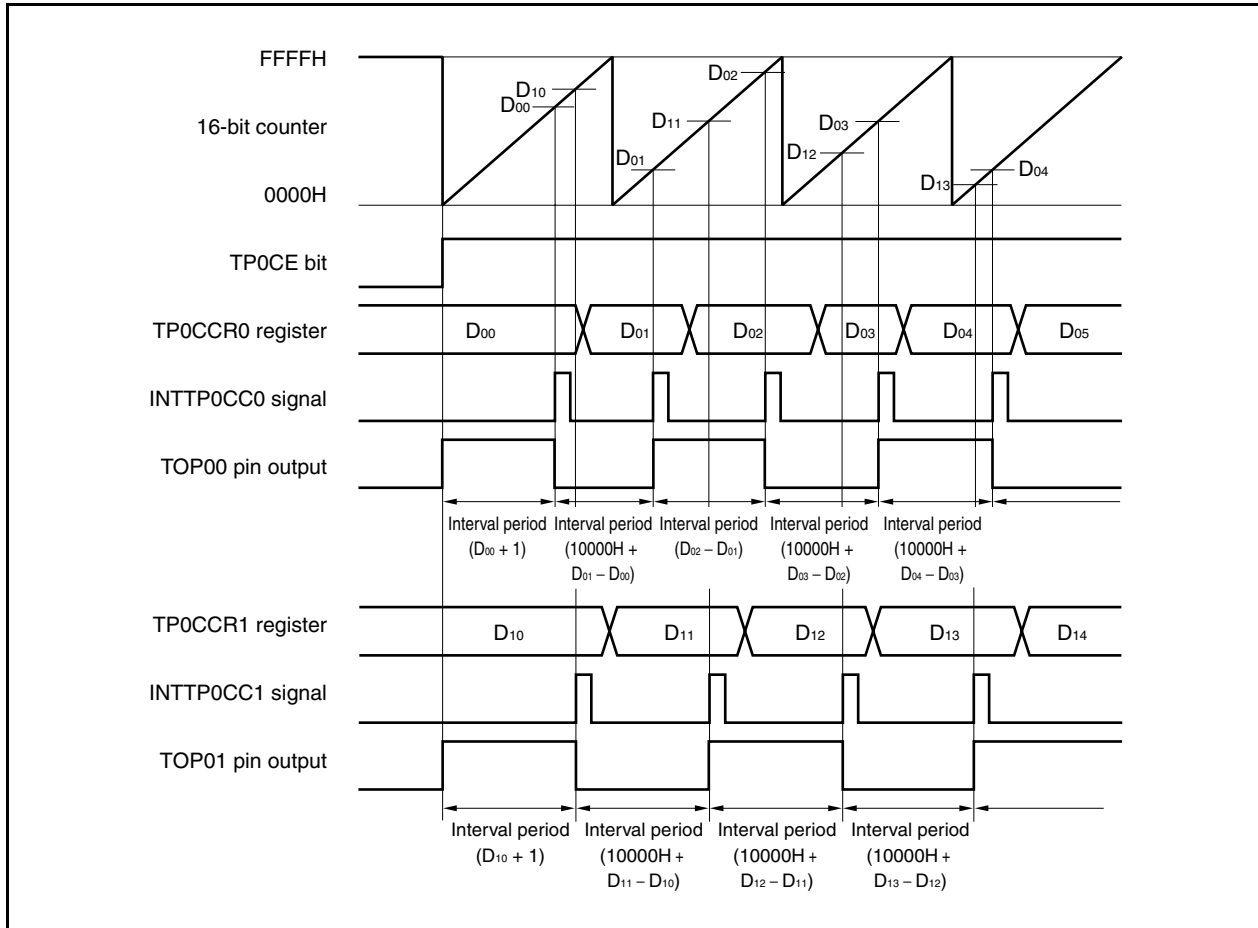 FFFFH
D02
D10
D00
16-bit counter
D11
D03
D12
D01
D04
D13
0000H
TP0CE bit
TP0CCR0 register
D00
D01
D02
D03
D04
D05
INTTP0CC0 signal
TOP00 pin output
Interval period
(D00 + 1)
Interval period
(10000H +
D01 – D00)
Interval period
(D02 – D01)
Interval period
(10000H +
D03 – D02)
Interval period
(10000H +
D04 – D03)
TP0CCR1 register
D10
D11
D12
D13
D14
INTTP0CC1 signal
TOP01 pin output
Interval period
(D10 + 1)
Interval period
(10000H +
D11 – D10)
Interval period
(10000H +
D12 – D11)
Interval period
(10000H +
D13 – D12)